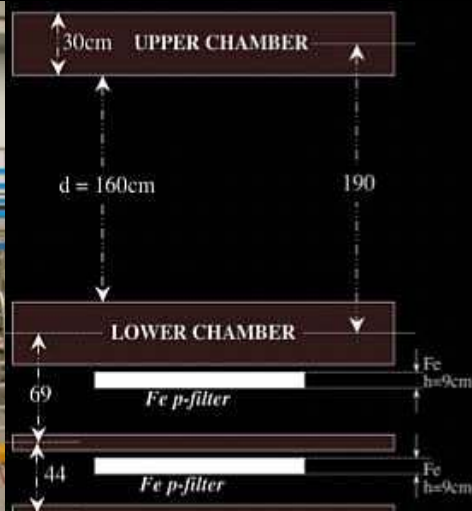 30cm UPPER CHAMBER
d = 160cm
190
LOWER CHAMBER
69
Fe
h=9cm
Fe p-filter
44
Fe
h=9cm
Fe p-filter